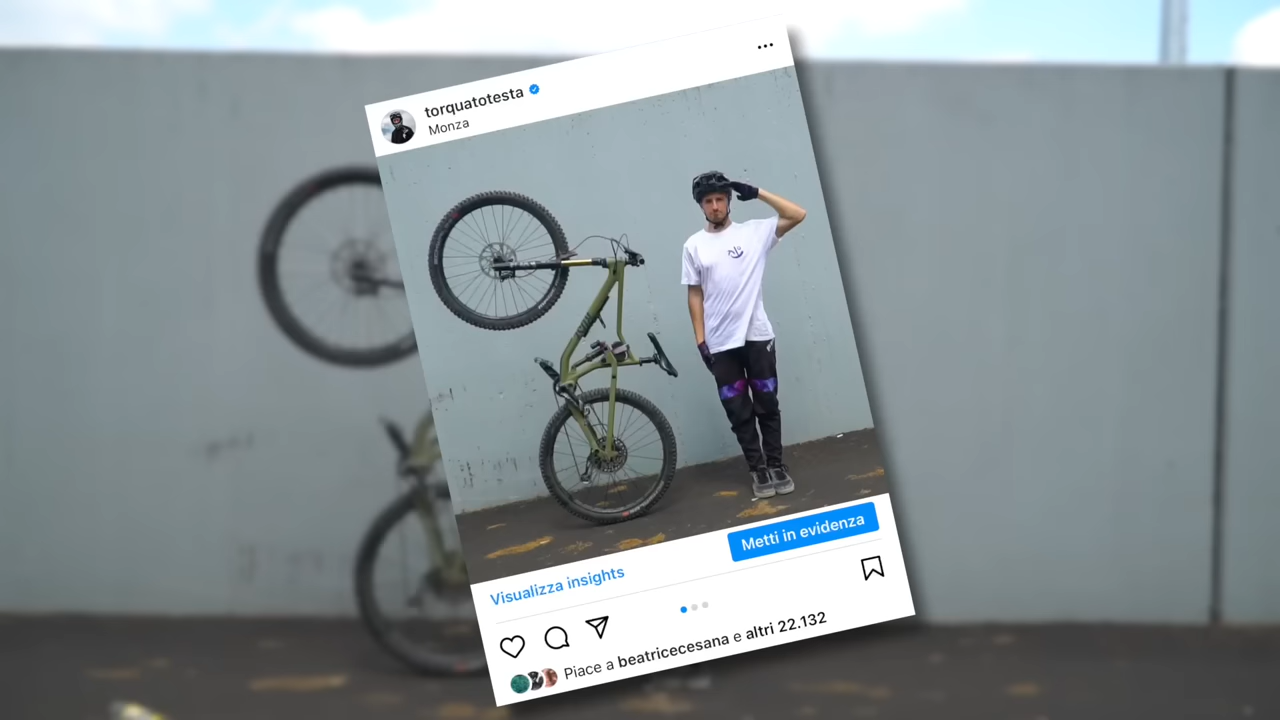 torquatotesta
Monza
Metti in evidenza
Visualizza insights
Piace a beatricecesana e altri 22.132